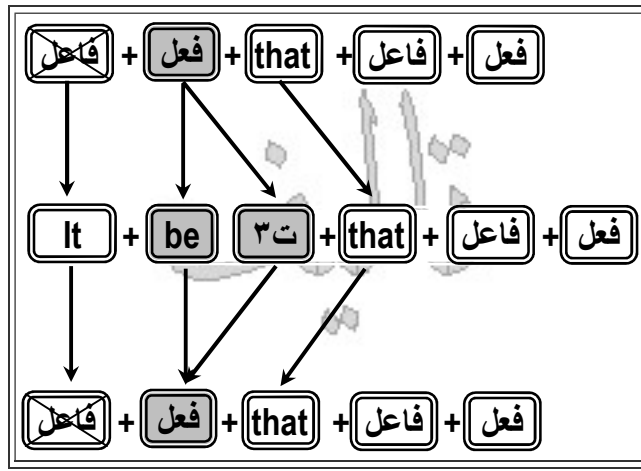 فاعل + فعل + that + فاعل + فعل
It + be ت٣ + that + فاعل + فعل
فاعل + فعل + that + فاعل + فعل